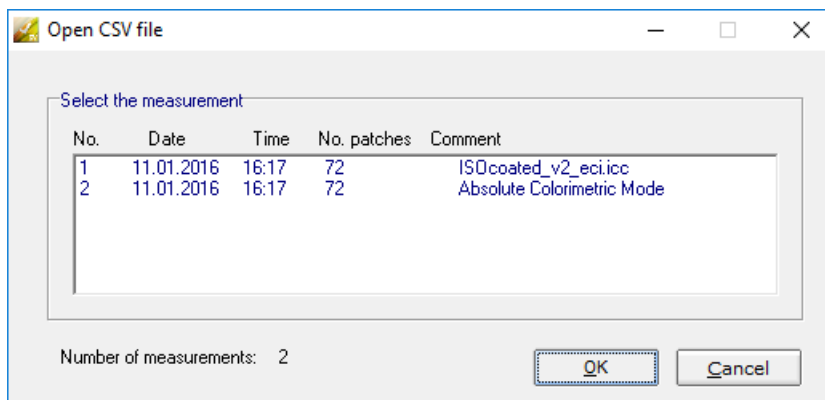 Open CSV file
Select the measurement
No. Date Time No. patches Comment
1 11.01.2016 16:17 72 ISOcoated_v2_eci.icc
2 11.01.2016 16:17 72 Absolute Colorimetric Mode
Number of measurements: 2
OK Cancel